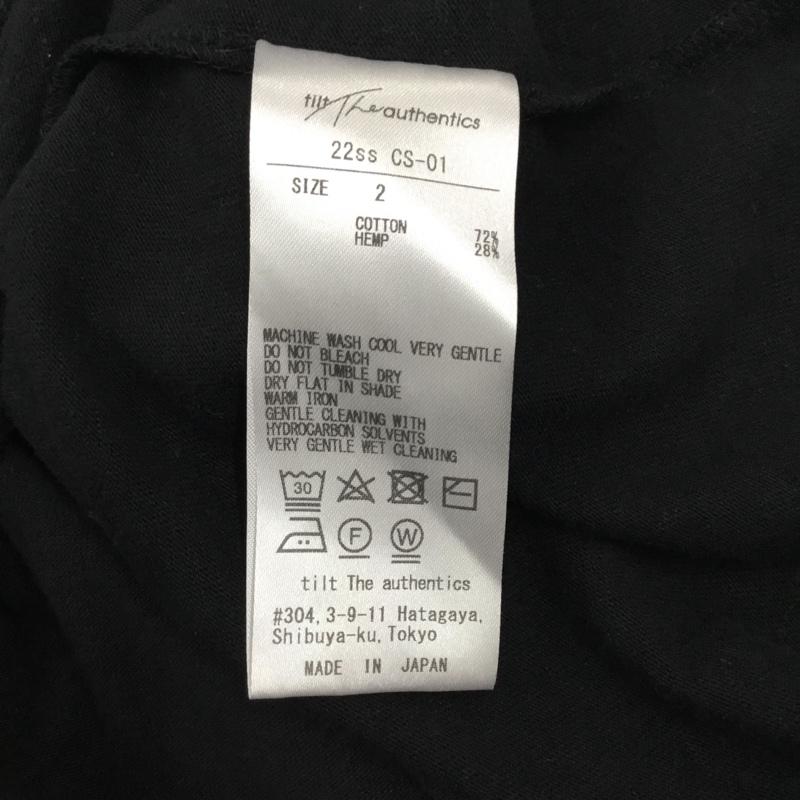 tilt The authentics
22ss CS-01
SIZE 2
COTTON 72%
HEMP 28%
MACHINE WASH COOL VERY GENTLE
DO NOT BLEACH
DO NOT TUMBLE DRY
DRY FLAT IN SHADE
WARM IRON
GENTLE CLEANING WITH
HYDROCARBON SOLVENTS
VERY GENTLE WET CLEANING
30
F W
tilt The authentics
#304, 3-9-11 Hatagaya,
Shibuya-ku, Tokyo
MADE IN JAPAN